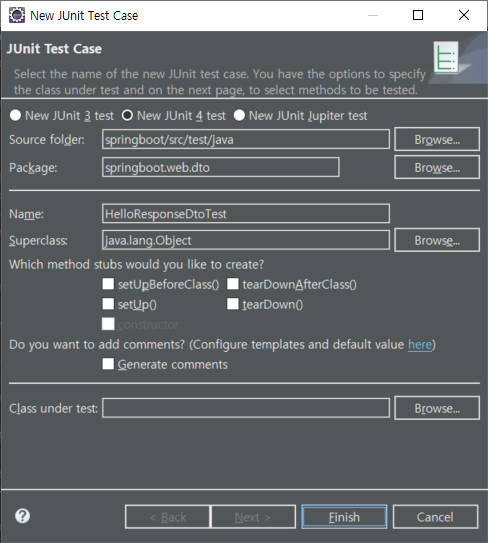 New JUnit Test Case
JUnit Test Case
Select the name of the new JUnit test case. You have the options to specify
the class under test and on the next page, to select methods to be tested.
New JUnit 3 test New JUnit 4 test New JUnit Jupiter test
Source folder: springboot/src/test/java Browse...
Package: springboot.web.dto Browse...
Name: HelloResponseDtoTest
Superclass: java.lang.Object Browse...
Which method stubs would you like to create?
setUpBeforeClass() tearDownAfterClass()
setUp() tearDown()
constructor
Do you want to add comments? (Configure templates and default value here)
Generate comments
Class under test: Browse...
< Back Next > Finish Cancel